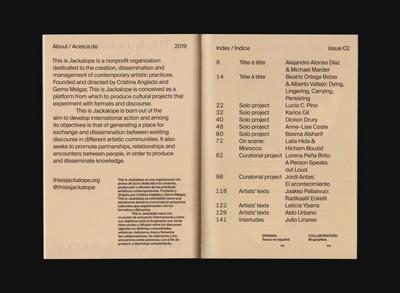 About / Acerca de
2019
This is Jackalope is a nonprofit organization
dedicated to the creation, dissemination and
management of contemporary artistic practices.
Founded and directed by Cristina Anglada and
Gema Melgar, This is Jackalope is conceived as a
platform from which to produce cultural projects that
experiment with formats and discourse.
This is Jackalope is born out of the
aim to develop international action and among
its objectives is that of generating a place for
exchange and dissemination between existing
discourse in different artistic communities. It also
seeks to promote partnerships, relationships and
encounters between people, in order to produce
and disseminate knowledge.
thisisjackalope.org
@thisisjackalope
Index / Índice
Issue 02
6 Tête à tête Alejandro Alonso Díaz
& Michael Marder
14 Tête à tête Beatriz Ortega Botas
& Alberto Vallejo: Dying,
Lingering, Carrying,
Persisting
22 Solo project Lucía C. Pino
32 Solo project Karlos Gil
40 Solo project Dickon Drury
48 Solo project Anne-Lise Coste
60 Solo project Basma Alsharif
72 On scene: Laila Hida &
Morocco Hicham Bouzid
82 Curatorial project Lorena Peña Brito:
A Person Speaks
out Loud
98 Curatorial project Jordi Antas:
El acontecimiento
118 Artists' texts Jaakko Pallasvuo:
Radikaalit Enkelit
122 Artists' texts Leticia Ybarra
129 Artists' texts Aldo Urbano
141 Interludes Julio Linares
Textos en español
COLLABORATORS:
Biographies